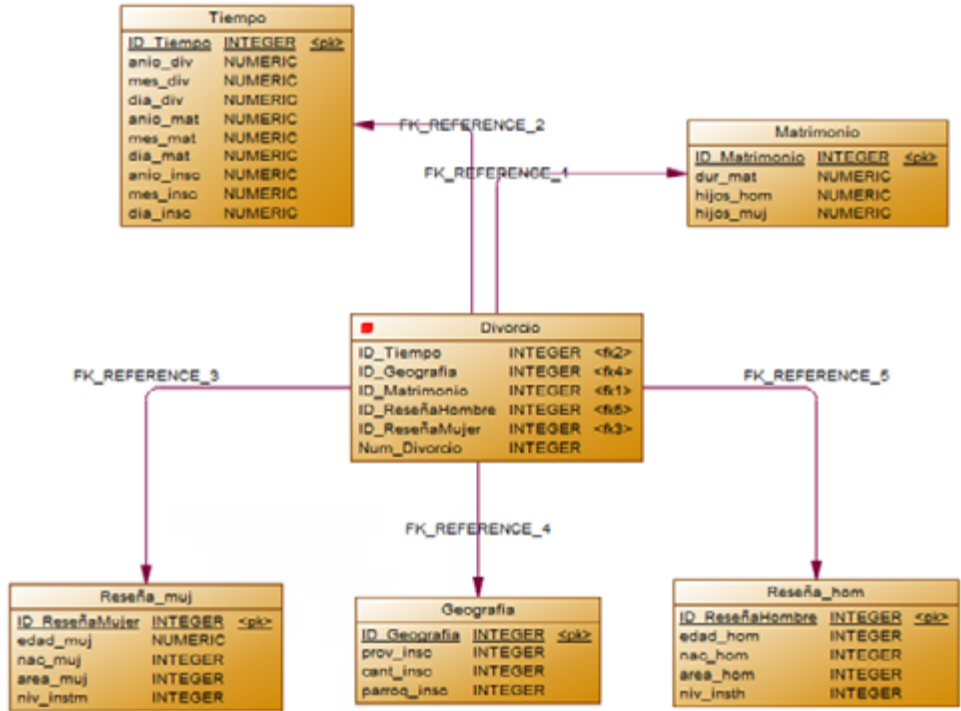 Tiempo
ID_Tiempo INTEGER <pk>
anio_div NUMERIC
mes_div NUMERIC
dia_div NUMERIC
anio_mat NUMERIC
mes_mat NUMERIC
dia_mat NUMERIC
anio_insc NUMERIC
mes_insc NUMERIC
dia_insc NUMERIC
FK_REFERENCE_2
FK_REFERENCE_1
Matrimonio
ID_Matrimonio INTEGER <pk>
dur_mat NUMERIC
hijos_hom NUMERIC
hijos_muj NUMERIC
Divorcio
ID_Tiempo INTEGER <fk2>
ID_Geografia INTEGER <fk4>
ID_Matrimonio INTEGER <fk1>
ID_ReseñaHombre INTEGER <fk5>
ID_ReseñaMujer INTEGER <fk3>
Num_Divorcio INTEGER
FK_REFERENCE_3
FK_REFERENCE_5
FK_REFERENCE_4
Reseña_muj
ID_ReseñaMujer INTEGER <pk>
edad_muj NUMERIC
nac_muj INTEGER
area_muj INTEGER
niv_instm INTEGER
Geografia
ID_Geografia INTEGER <pk>
prov_insc INTEGER
cant_insc INTEGER
parroq_insc INTEGER
Reseña_hom
ID_ReseñaHombre INTEGER <pk>
edad_hom INTEGER
nac_hom INTEGER
area_hom INTEGER
niv_insth INTEGER